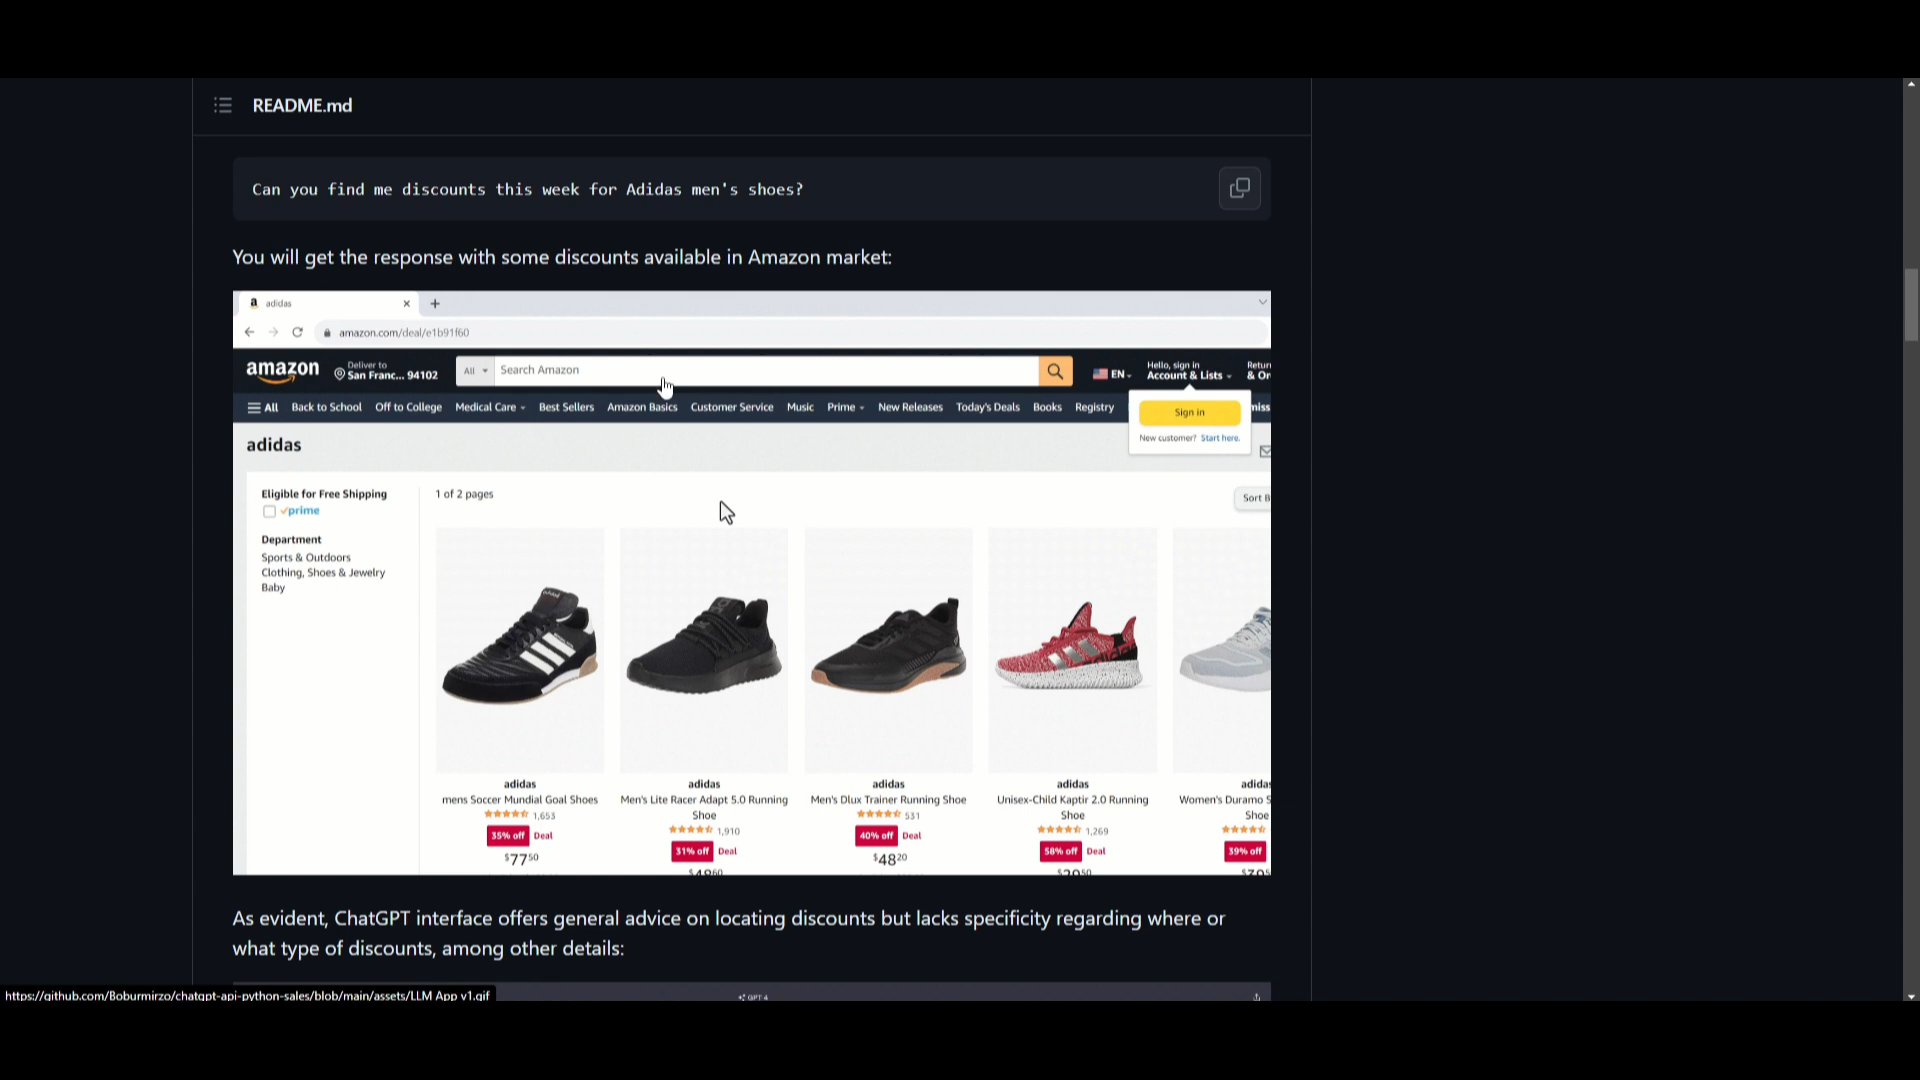 README.md
Can you find me discounts this week for Adidas men's shoes?
You will get the response with some discounts available in Amazon market:
a adidas
amazon.com/deal/e1b91f60
amazon Deliver to San Franc... 94102 All Search Amazon EN Hello, sign in Account & Lists Return & Or
All Back to School Off to College Medical Care Best Sellers Amazon Basics Customer Service Music Prime New Releases Today's Deals Books Registry miss
Sign in
New customer? Start here.
adidas
Eligible for Free Shipping
prime
Department
Sports & Outdoors
Clothing, Shoes & Jewelry
Baby
1 of 2 pages
Sort B
adidas
mens Soccer Mundial Goal Shoes
1,653
35% off Deal
$77 50
adidas
Men's Lite Racer Adapt 5.0 Running
Shoe
1,910
31% off Deal
adidas
Men's Dlux Trainer Running Shoe
531
40% off Deal
$48 20
adidas
Unisex-Child Kaptir 2.0 Running
Shoe
1,269
58% off Deal
adidas
Women's Duramo S
Shoe
39% off
As evident, ChatGPT interface offers general advice on locating discounts but lacks specificity regarding where or
what type of discounts, among other details:
GPT-4
https://github.com/Boburmirzo/chatgpt-api-python-sales/blob/main/assets/LLM App v1.gif